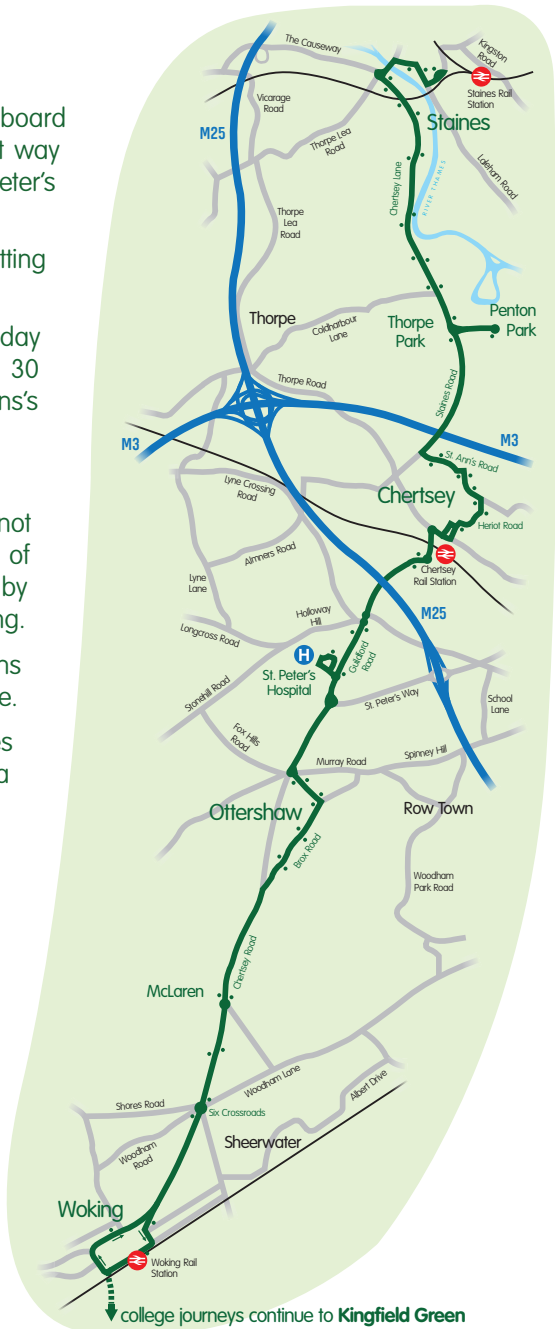 board
way
eter's
tting
day
30
ns's
not
of
by
ng.
ns
e.
es
a
The Causeway
Kingston
Road
Staines Rail
Station
Staines
Vicarage
Road
M25
Thorpe Lea
Road
Laleham Road
Chertsey Lane
RIVER THAMES
Thorpe
Lea
Road
Thorpe
Coldharbour
Lane
Thorpe
Park
Penton
Park
Thorpe Road
Staines Road
M3
M3
St. Ann's Road
Lyne Crossing
Road
Chertsey
Heriot Road
Almners Road
Chertsey
Rail Station
Lyne
Lane
Holloway
Hill
M25
Longcross Road
H
St. Peter's
Hospital
Guildford
Road
Stonehill Road
St. Peter's Way
School
Lane
Fox Hills
Road
Murray Road
Spinney Hill
Ottershaw
Row Town
Brox Road
Woodham
Park Road
Chertsey Road
McLaren
Woodham Lane
Albert Drive
Shores Road
Six Crossroads
Woodham
Road
Sheerwater
Woking
Woking Rail
Station
college journeys continue to Kingfield Green